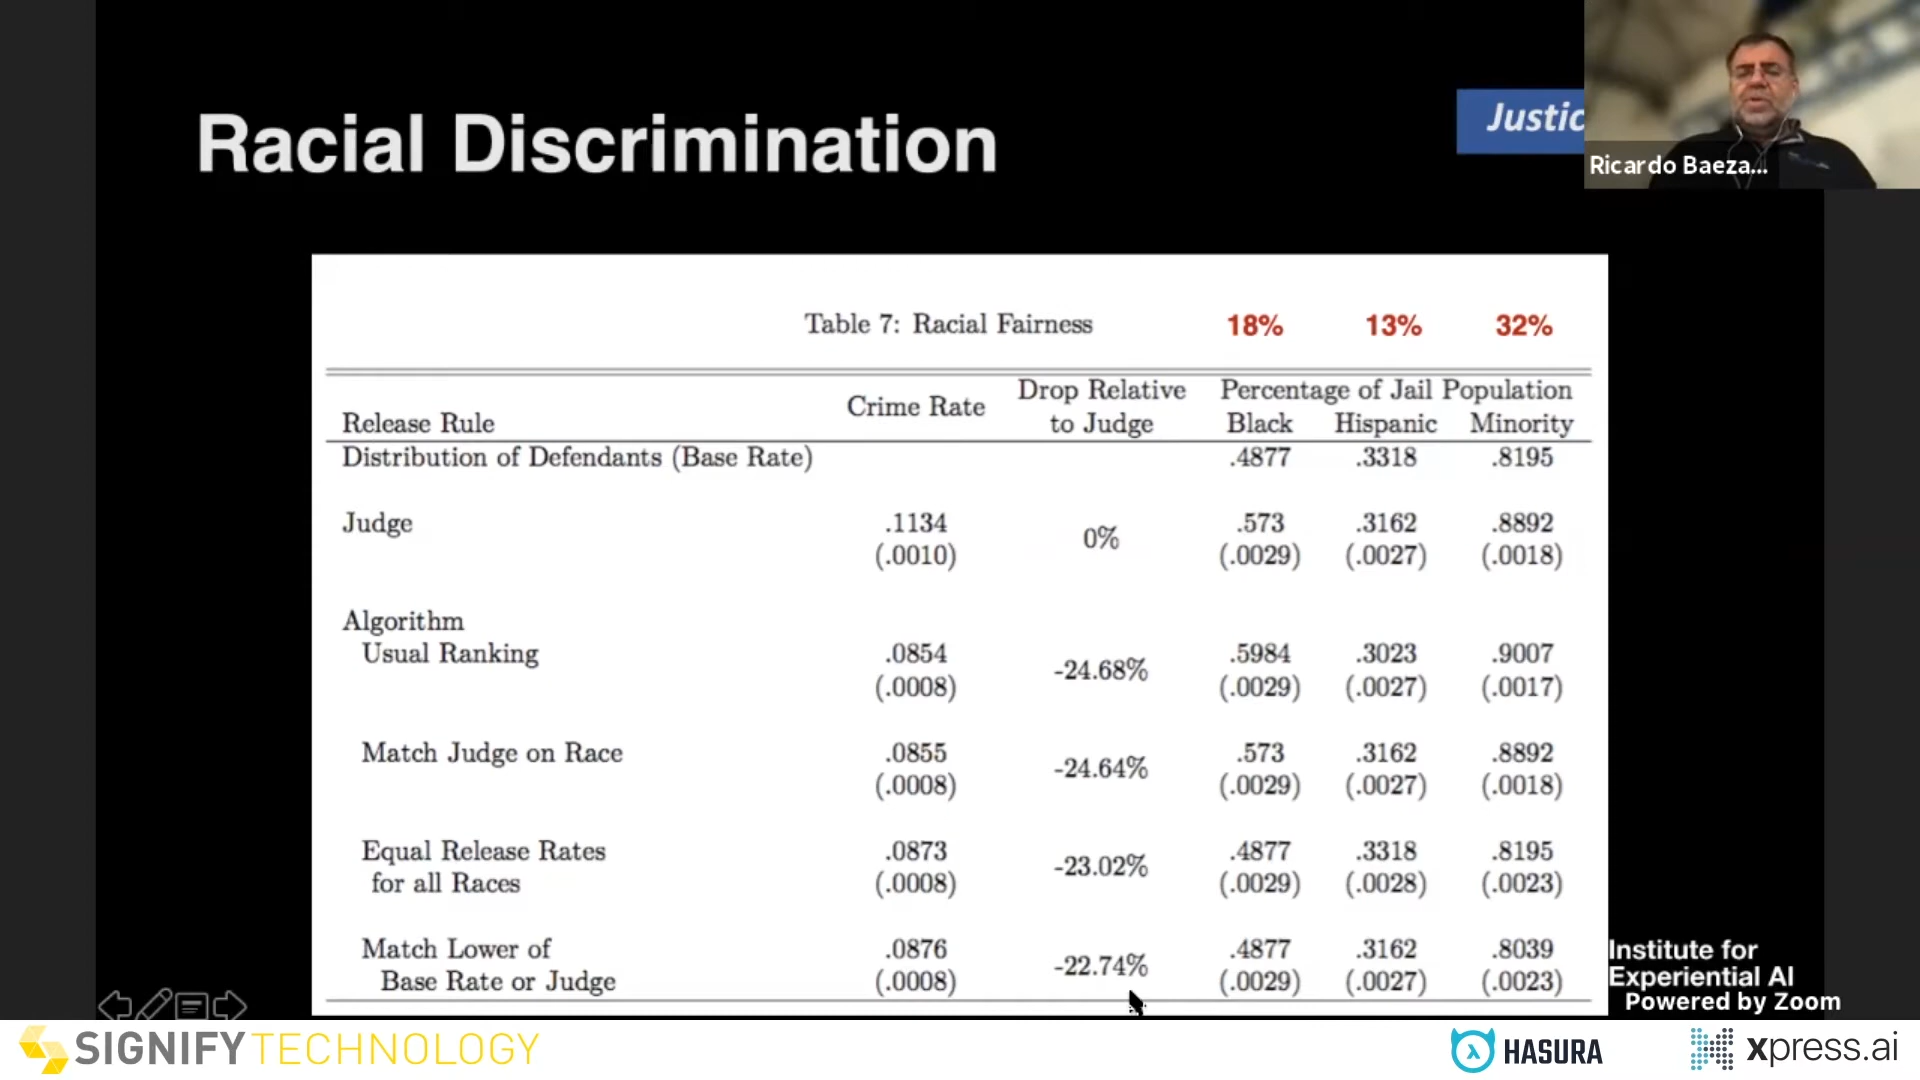 Racial Discrimination
Justic
Ricardo Baeza...
Table 7: Racial Fairness 18% 13% 32%
Drop Relative Percentage of Jail Population
Release Rule Crime Rate to Judge Black Hispanic Minority
Distribution of Defendants (Base Rate) .4877 .3318 .8195
Judge .1134 0% .573 .3162 .8892
(.0010) (.0029) (.0027) (.0018)
Algorithm
Usual Ranking .0854 -24.68% .5984 .3023 .9007
(.0008) (.0029) (.0027) (.0017)
Match Judge on Race .0855 -24.64% .573 .3162 .8892
(.0008) (.0029) (.0027) (.0018)
Equal Release Rates .0873 -23.02% .4877 .3318 .8195
for all Races (.0008) (.0029) (.0028) (.0023)
Match Lower of .0876 -22.74% .4877 .3162 .8039
Base Rate or Judge (.0008) (.0029) (.0027) (.0023)
Institute for
Experiential AI
Powered by Zoom
SIGNIFY TECHNOLOGY
HASURA
xpress.ai